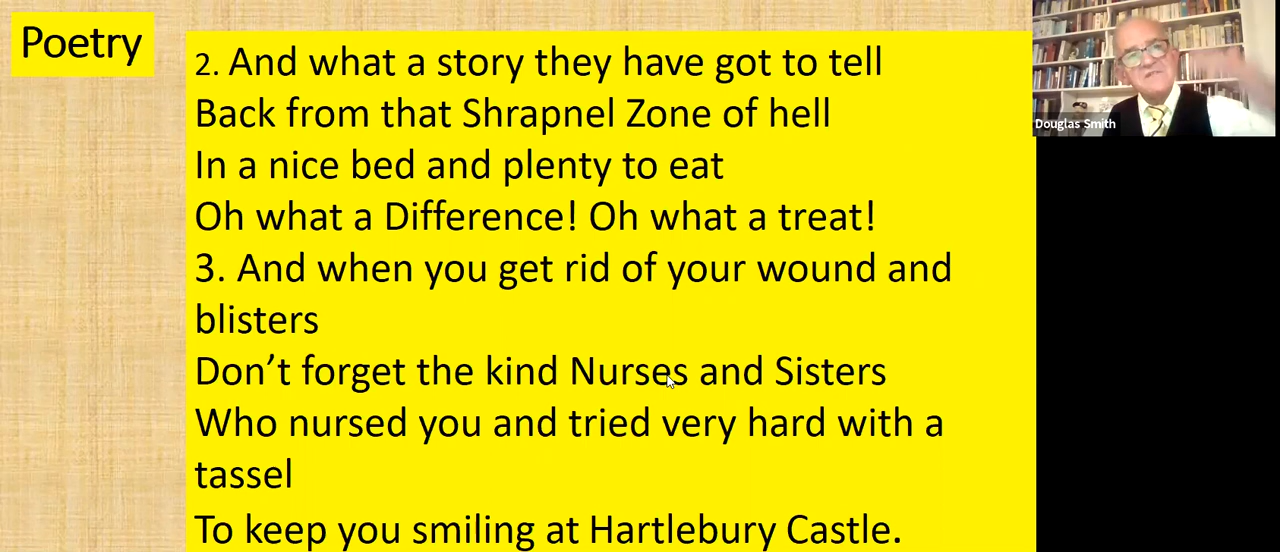 Poetry
2. And what a story they have got to tell
Back from that Shrapnel Zone of hell
In a nice bed and plenty to eat
Oh what a Difference! Oh what a treat!
3. And when you get rid of your wound and
blisters
Don’t forget the kind Nurses and Sisters
Who nursed you and tried very hard with a
tassel
To keep you smiling at Hartlebury Castle.
Douglas Smith